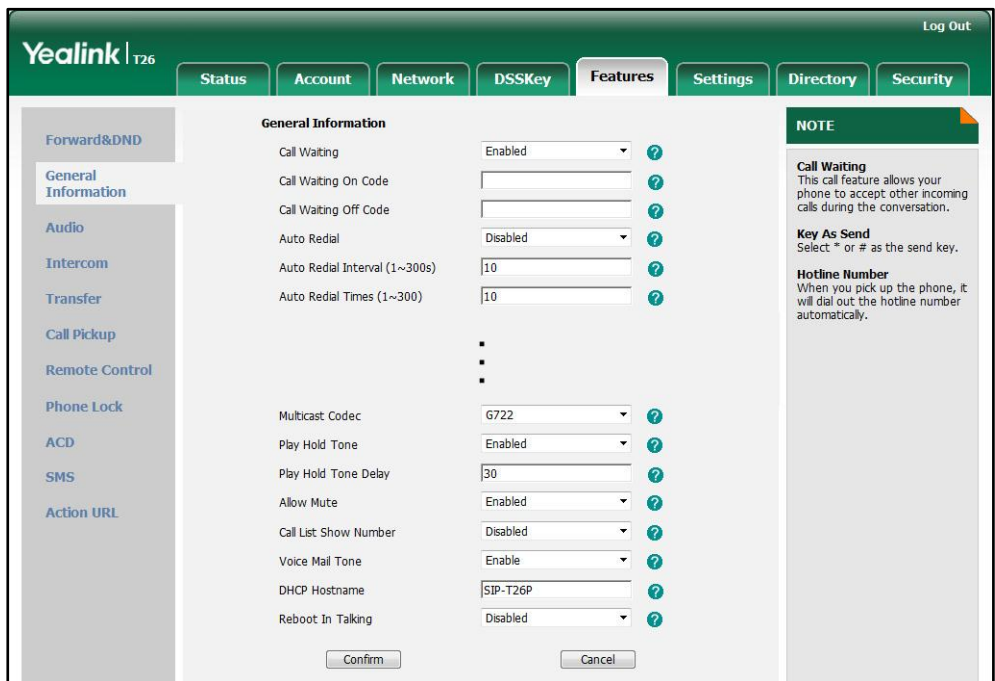 Log Out
Yealink T26
Status Account Network DSSKey Features Settings Directory Security
Forward&DND
General
Information
Audio
Intercom
Transfer
Call Pickup
Remote Control
Phone Lock
ACD
SMS
Action URL
General Information
Call Waiting Enabled ?
Call Waiting On Code ?
Call Waiting Off Code ?
Auto Redial Disabled ?
Auto Redial Interval (1~300s) 10 ?
Auto Redial Times (1~300) 10 ?
Multicast Codec G722 ?
Play Hold Tone Enabled ?
Play Hold Tone Delay 30 ?
Allow Mute Enabled ?
Call List Show Number Disabled ?
Voice Mail Tone Enable ?
DHCP Hostname SIP-T26P ?
Reboot In Talking Disabled ?
Confirm Cancel
NOTE
Call Waiting
This call feature allows your
phone to accept other incoming
calls during the conversation.
Key As Send
Select * or # as the send key.
Hotline Number
When you pick up the phone, it
will dial out the hotline number
automatically.